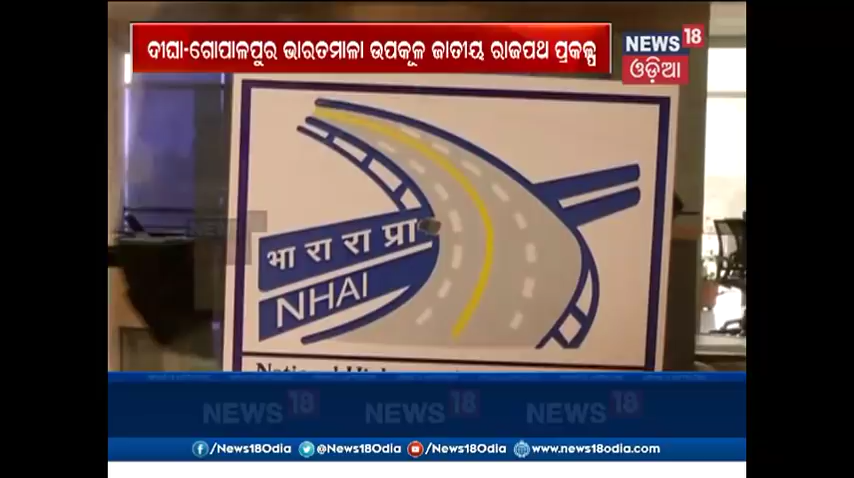 ଦୀଘା-ଗୋପାଳପୁର ଭାରତମାଳା ଉପକୂଳ ଜାତୀୟ ରାଜପଥ ପ୍ରକଳ୍ପ
NEWS 18
ଓଡ଼ିଆ
भा रा रा प्रा
NHAI
NEWS 18 NEWS 18 NEWS 18
/News18Odia @News18Odia /News18Odia www.news18odia.com